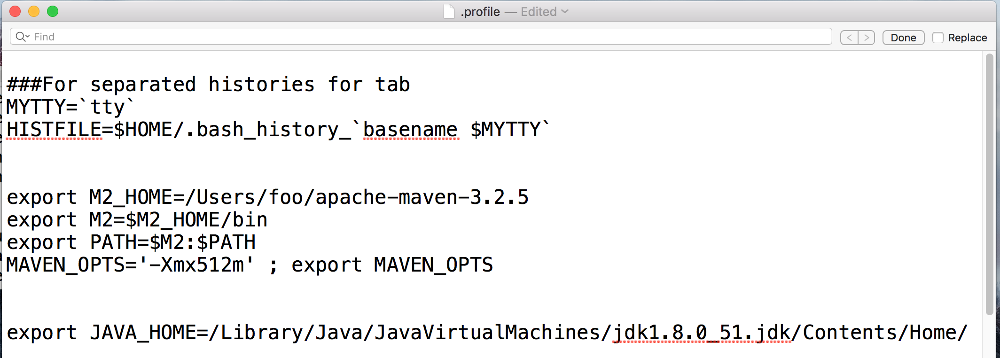 .profile — Edited
Find
< > Done Replace
###For separated histories for tab
MYTTY=`tty`
HISTFILE=$HOME/.bash_history_`basename $MYTTY`
export M2_HOME=/Users/foo/apache-maven-3.2.5
export M2=$M2_HOME/bin
export PATH=$M2:$PATH
MAVEN_OPTS='-Xmx512m' ; export MAVEN_OPTS
export JAVA_HOME=/Library/Java/JavaVirtualMachines/jdk1.8.0_51.jdk/Contents/Home/